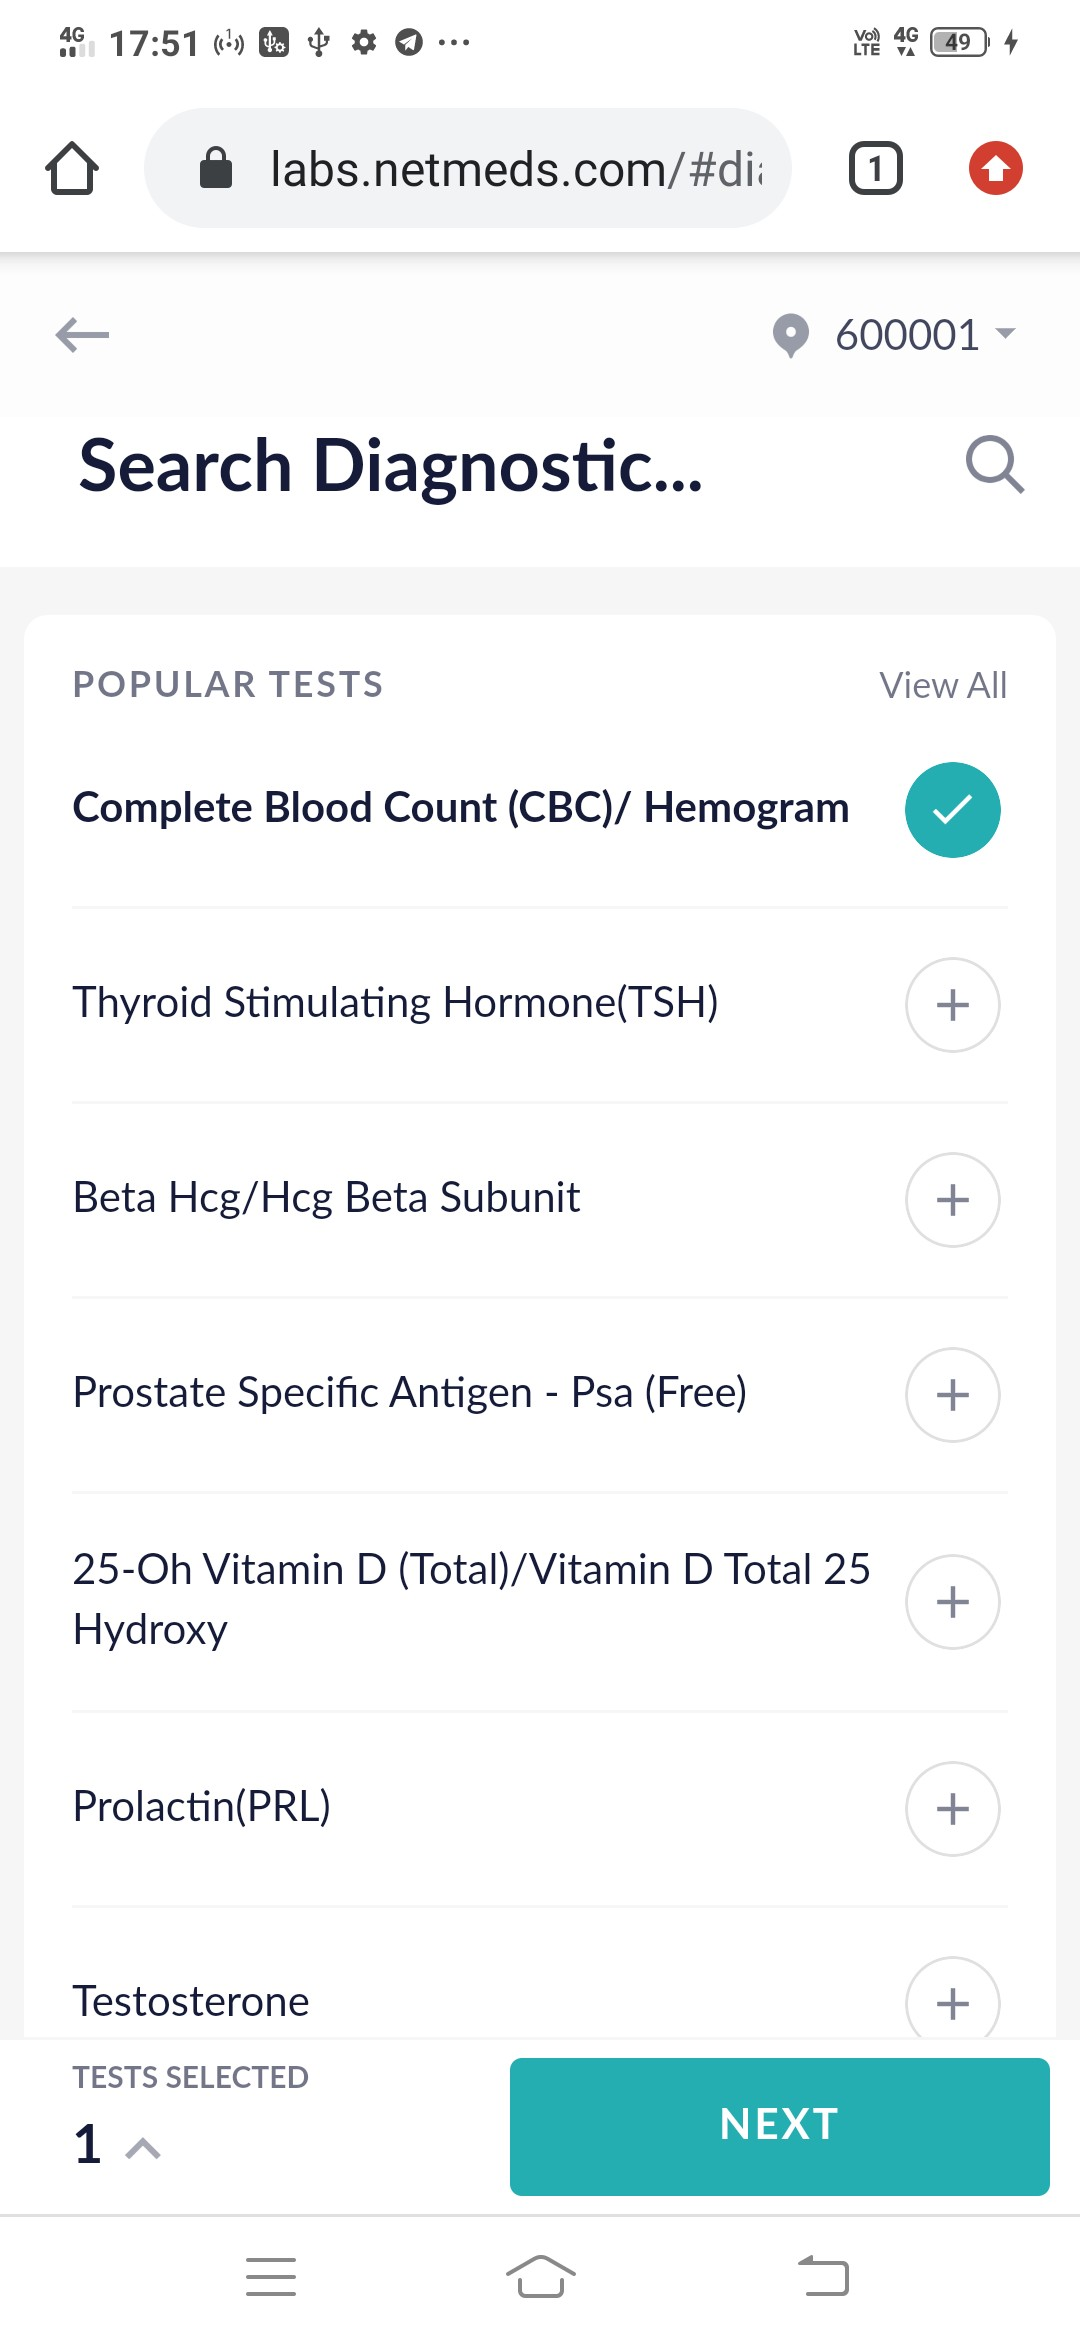 4G 17:51 1 Vo) LTE 4G 49
labs.netmeds.com/#dia
1
600001
Search Diagnostic...
POPULAR TESTS View All
Complete Blood Count (CBC)/ Hemogram
Thyroid Stimulating Hormone(TSH)
Beta Hcg/Hcg Beta Subunit
Prostate Specific Antigen - Psa (Free)
25-Oh Vitamin D (Total)/Vitamin D Total 25
Hydroxy
Prolactin(PRL)
Testosterone
TESTS SELECTED
1
NEXT